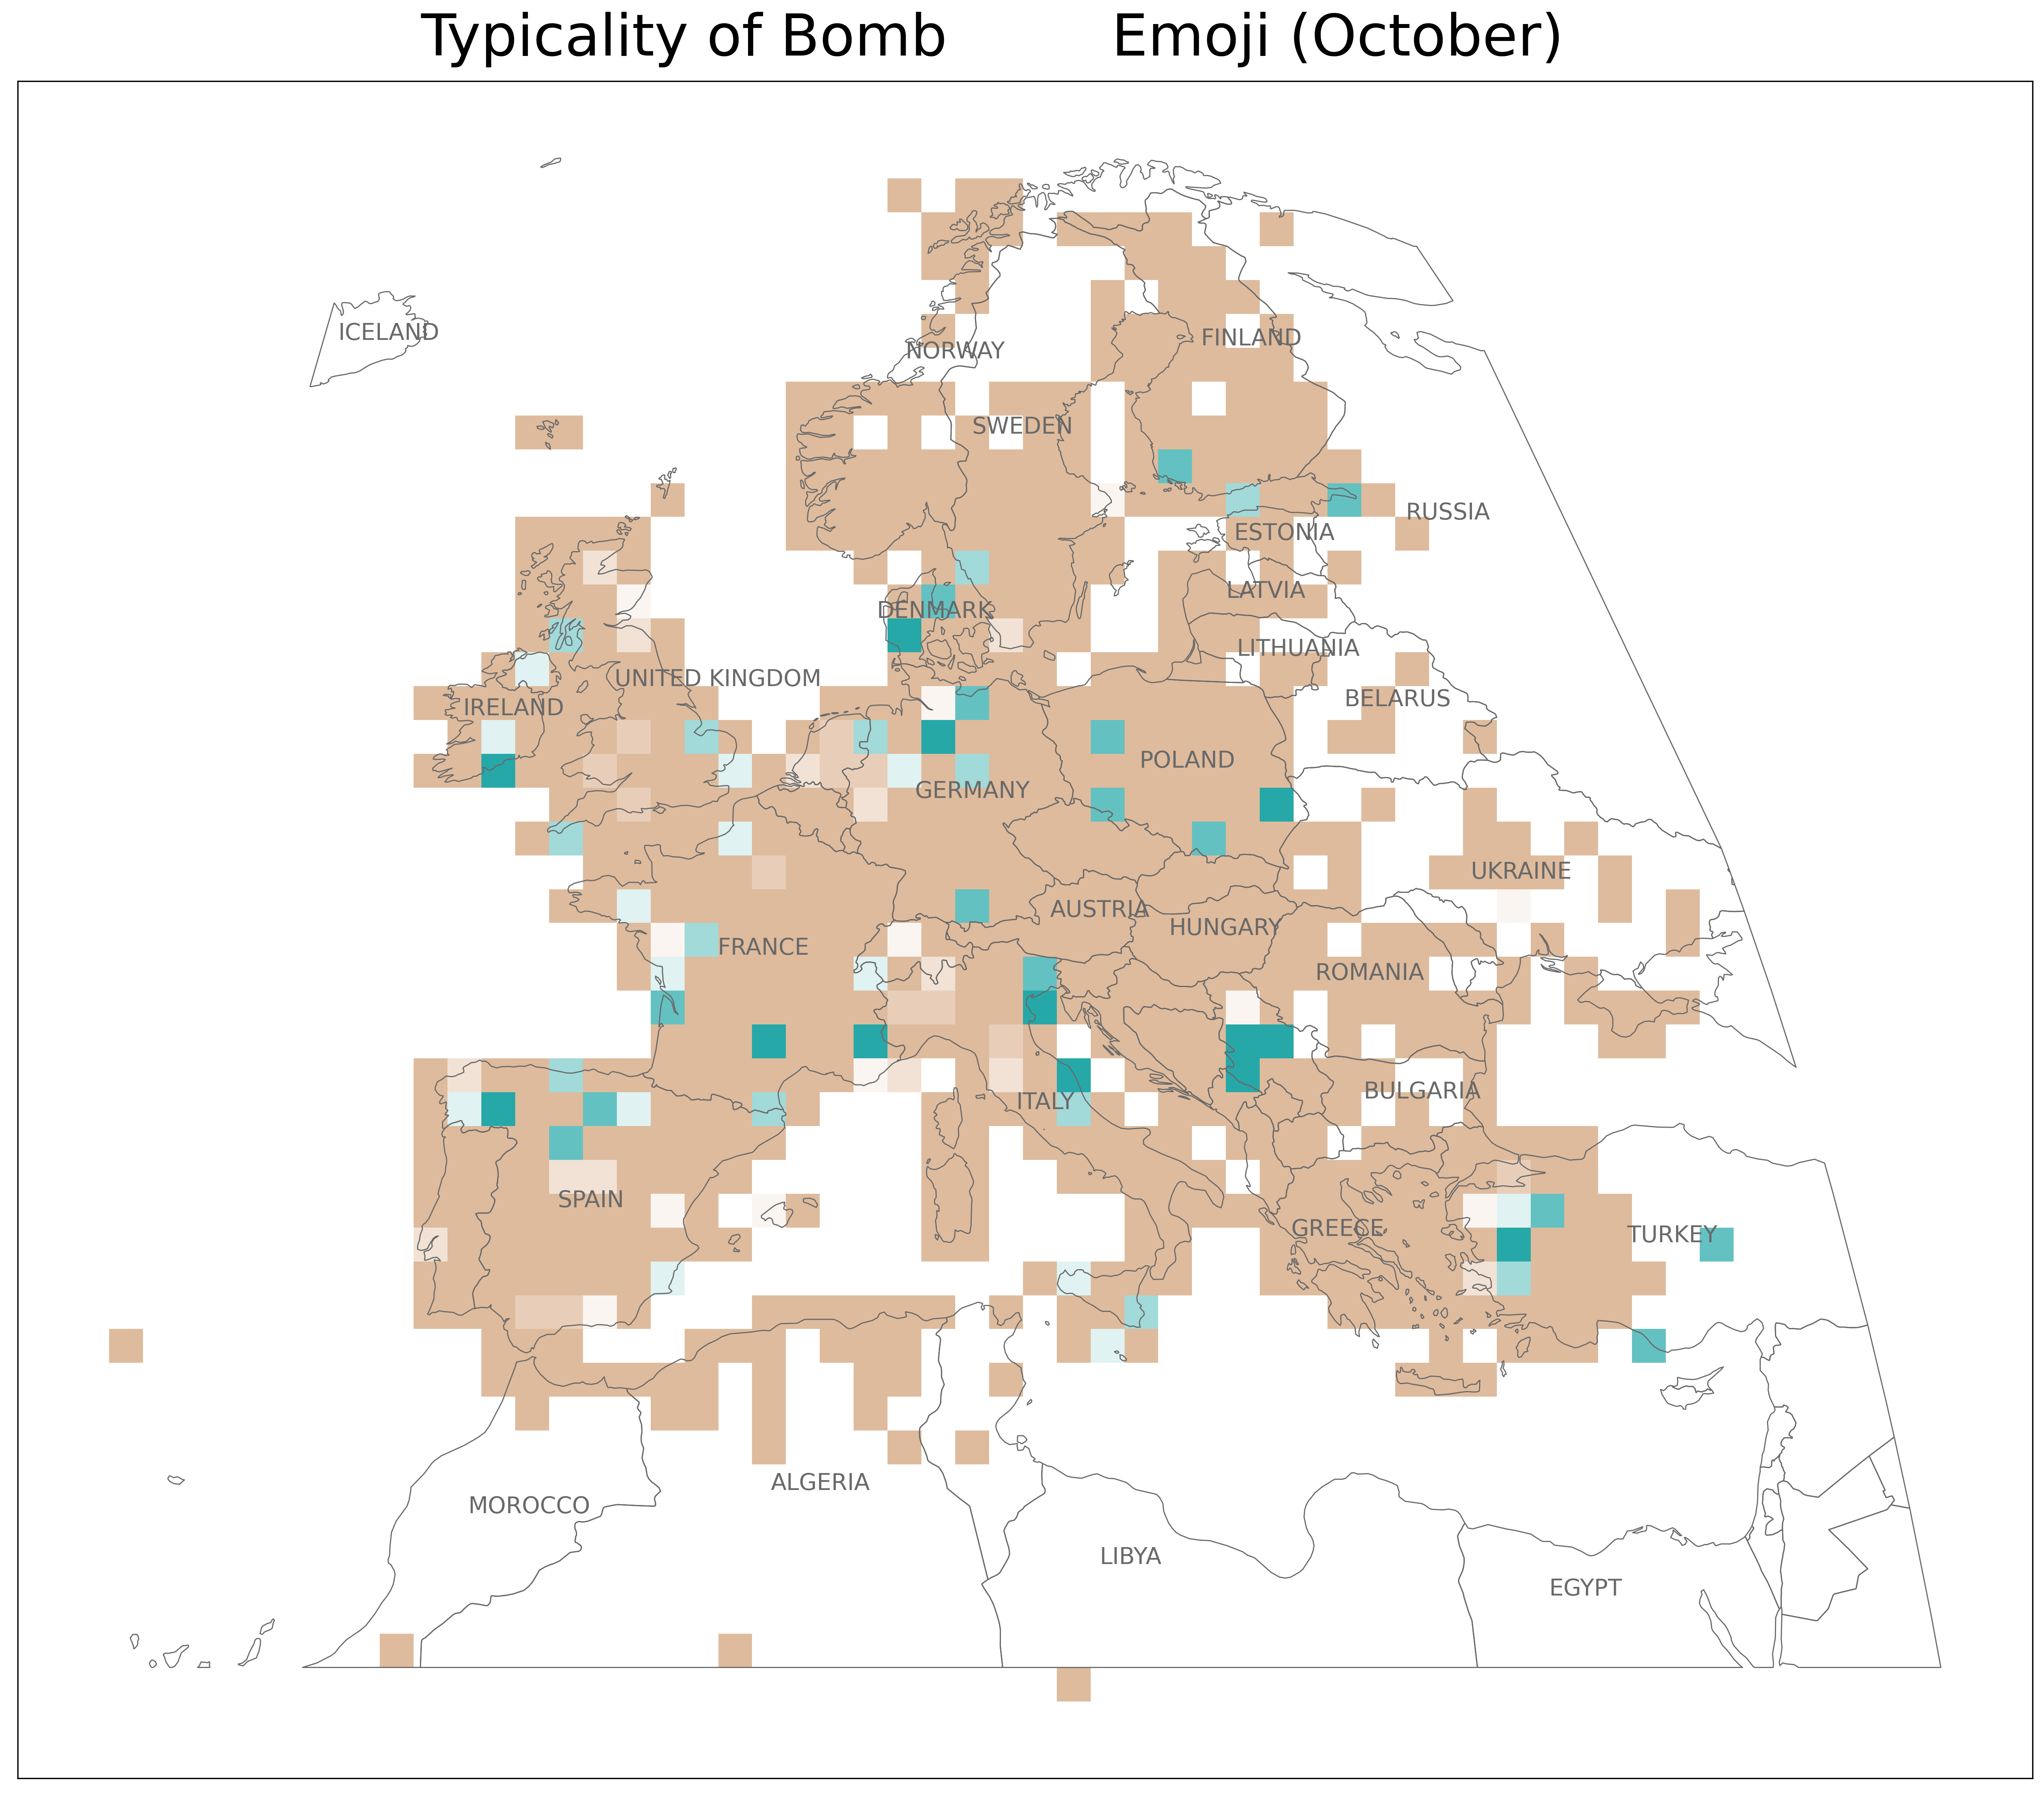 Typicality of Bomb Emoji (October)
ICELAND
NORWAY
FINLAND
SWEDEN
RUSSIA
ESTONIA
LATVIA
DENMARK
LITHUANIA
UNITED KINGDOM
BELARUS
IRELAND
POLAND
GERMANY
UKRAINE
AUSTRIA
HUNGARY
FRANCE
ROMANIA
BULGARIA
ITALY
SPAIN
GREECE
TURKEY
ALGERIA
MOROCCO
LIBYA
EGYPT